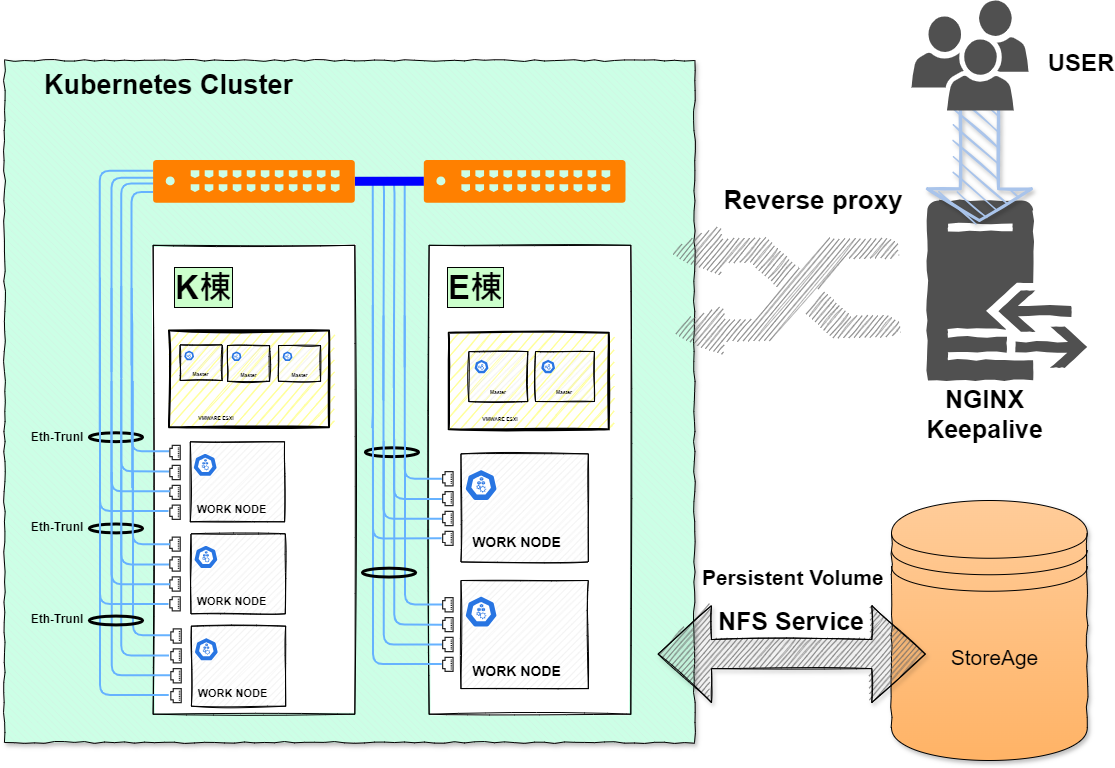 USER
Kubernetes Cluster
Reverse proxy
K棟
E棟
Master
Master
Master
VMWARE ESXI
Master
Master
VMWARE ESXI
NGINX
Keepalive
Eth-Trunl
WORK NODE
WORK NODE
Eth-Trunl
WORK NODE
Eth-Trunl
WORK NODE
WORK NODE
Persistent Volume
NFS Service
StoreAge